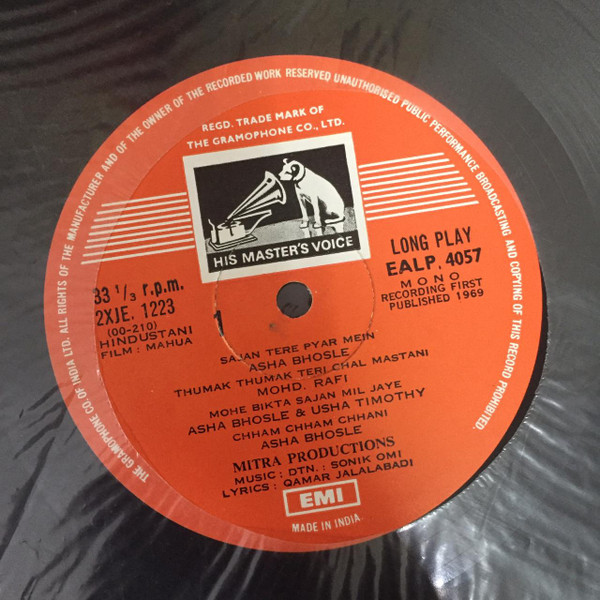 THE GRAMOPHONE CO. OF INDIA LTD. ALL RIGHTS OF THE MANUFACTURER AND OF THE OWNER OF THE RECORDED WORK RESERVED UNAUTHORISED PUBLIC PERFORMANCE BROADCASTING AND COPYING OF THIS RECORD PROHIBITED.
REGD. TRADE MARK OF
THE GRAMOPHONE CO., LTD.
HIS MASTER'S VOICE
LONG PLAY
EALP. 4057
MONO
RECORDING FIRST
PUBLISHED 1969
33 1/3 r.p.m.
2XJE. 1223
(00-210)
HINDUSTANI
FILM : MAHUA
1
SAJAN TERE PYAR MEIN
ASHA BHOSLE
THUMAK THUMAK TERI CHAL MASTANI
MOHD. RAFI
MOHE BIKTA SAJAN MIL JAYE
ASHA BHOSLE & USHA TIMOTHY
CHHAM CHHAM CHHANI
ASHA BHOSLE
MITRA PRODUCTIONS
MUSIC : DTN. : SONIK OMI
LYRICS : QAMAR JALALABADI
EMI
MADE IN INDIA